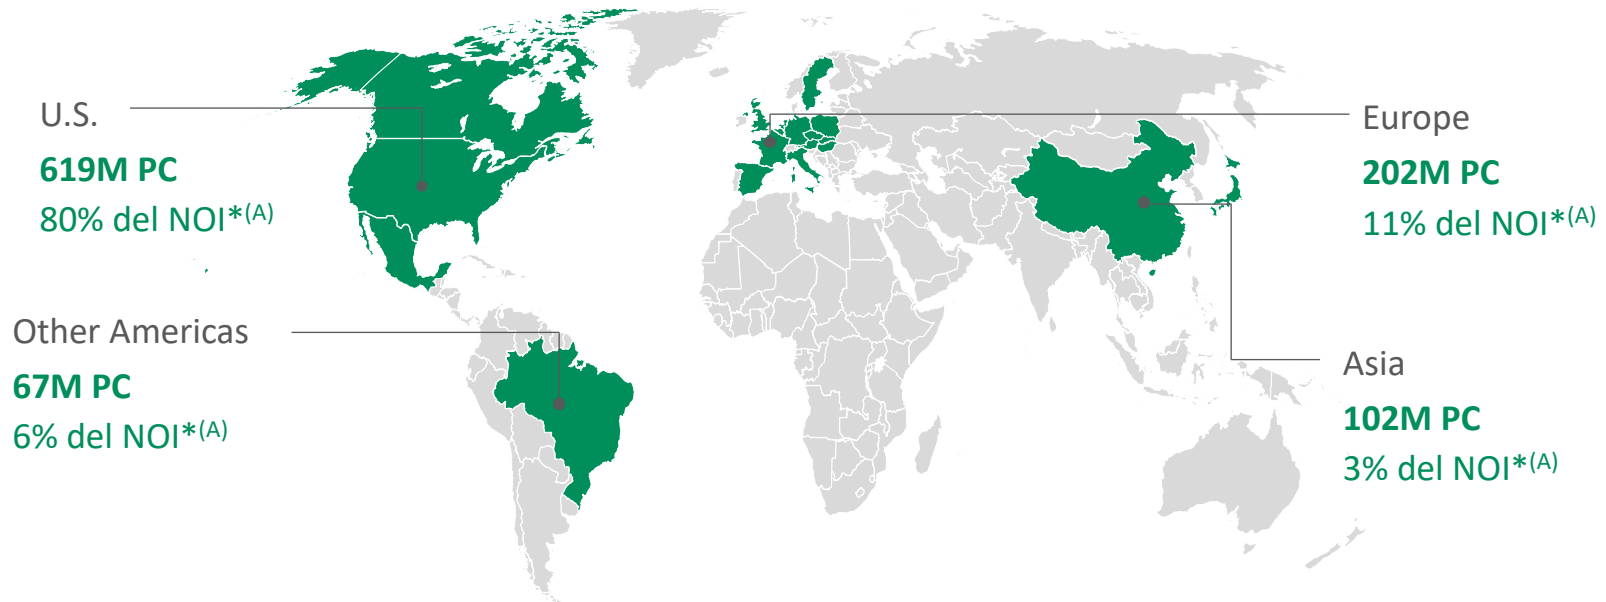 U.S.
619M PC
80% del NOI*(A)
Other Americas
67M PC
6% del NOI*(A)
Europe
202M PC
11% del NOI*(A)
Asia
102M PC
3% del NOI*(A)